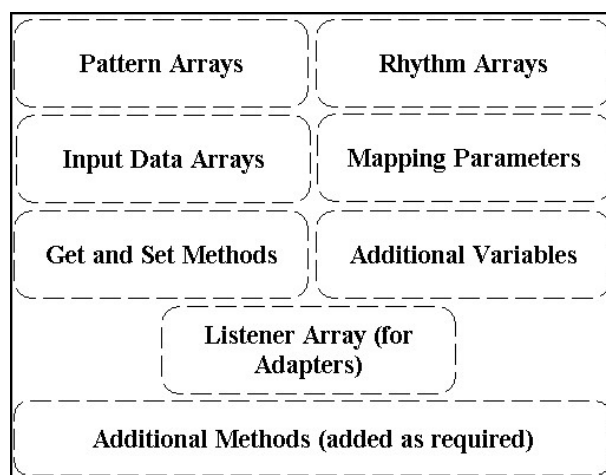 Pattern Arrays
Rhythm Arrays
Input Data Arrays
Mapping Parameters
Get and Set Methods
Additional Variables
Listener Array (for
Adapters)
Additional Methods (added as required)